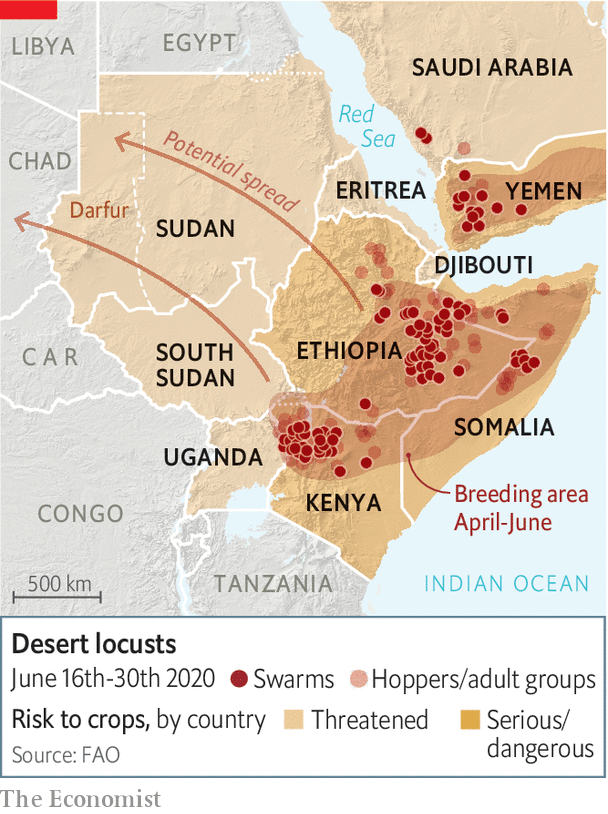 LIBYA
EGYPT
SAUDI ARABIA
Red
Sea
CHAD
Potential spread
ERITREA
YEMEN
Darfur
SUDAN
DJIBOUTI
CAR
SOUTH
SUDAN
ETHIOPIA
SOMALIA
UGANDA
KENYA
Breeding area
April-June
CONGO
500 km
TANZANIA
INDIAN OCEAN
Desert locusts
June 16th-30th 2020 Swarms Hoppers/adult groups
Risk to crops, by country Threatened Serious/
dangerous
Source: FAO
The Economist